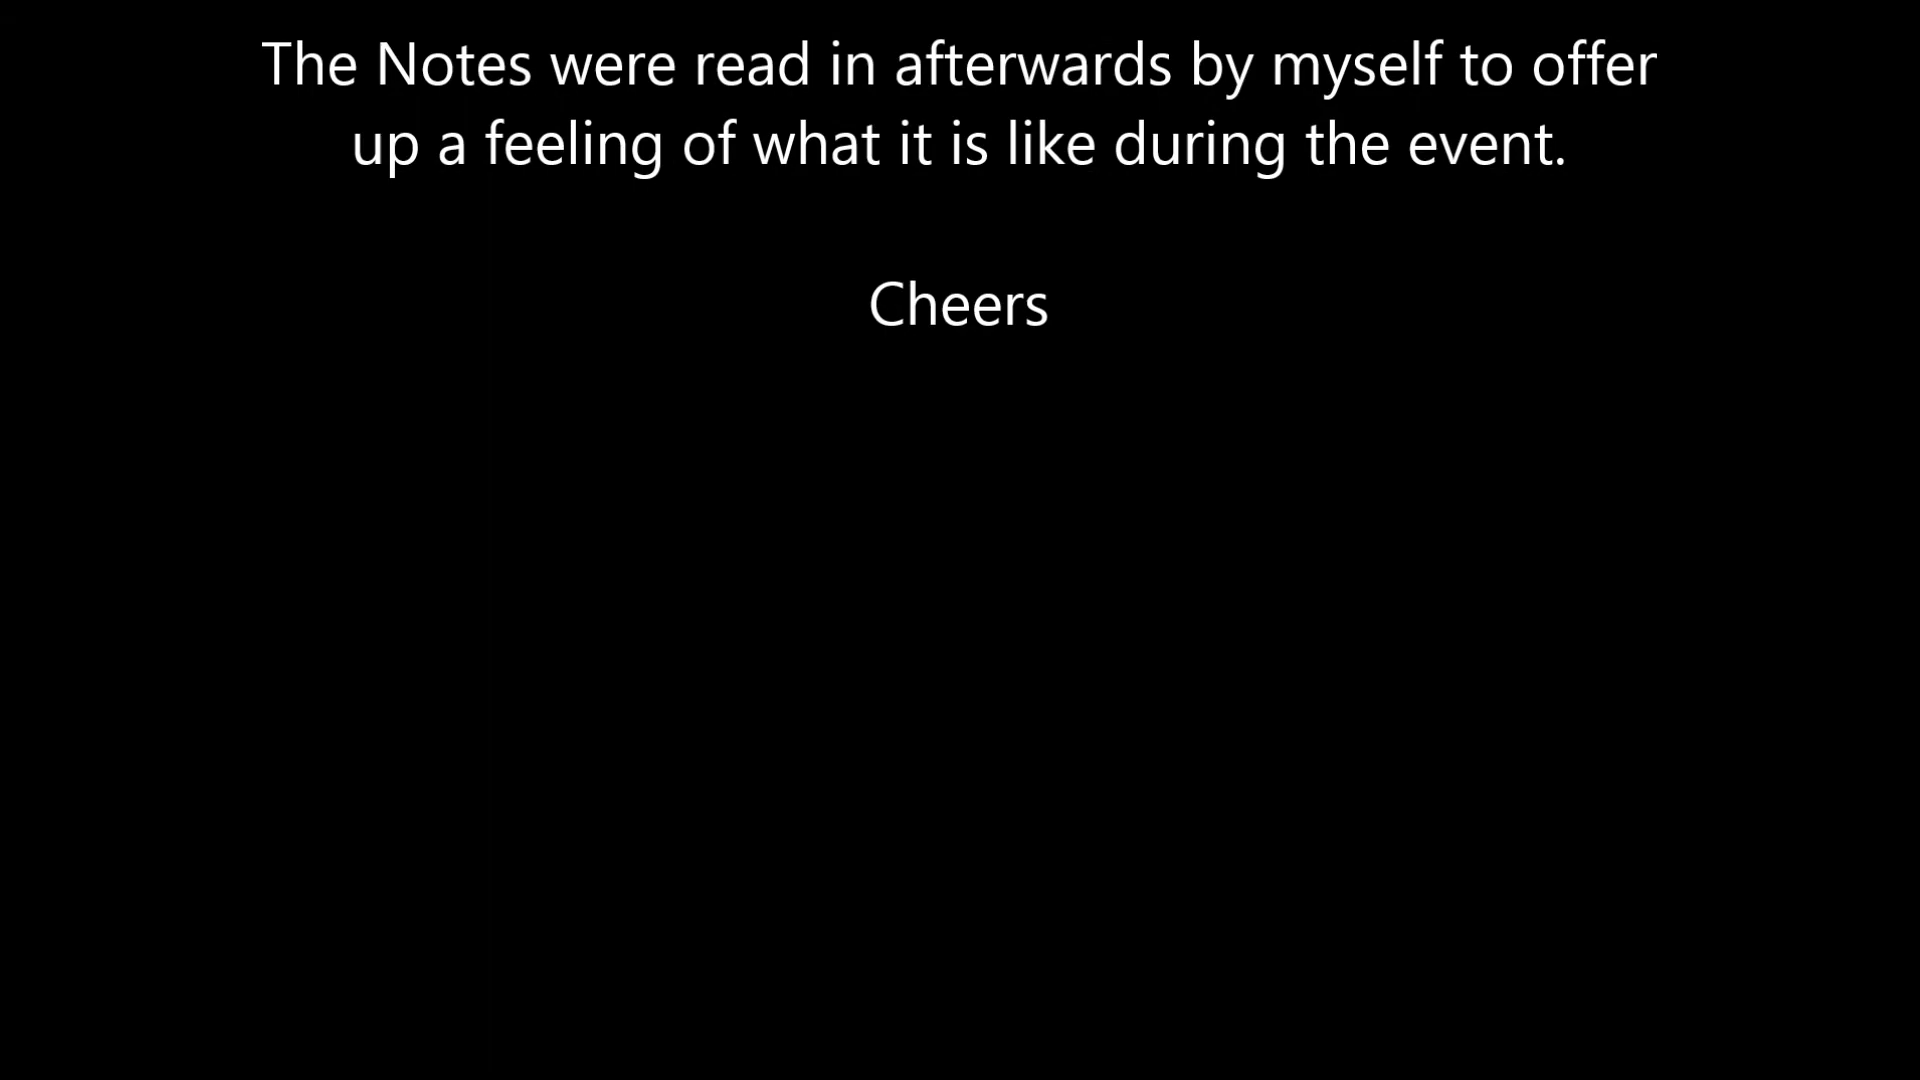 The Notes were read in afterwards by myself to offer
up a feeling of what it is like during the event.
Cheers